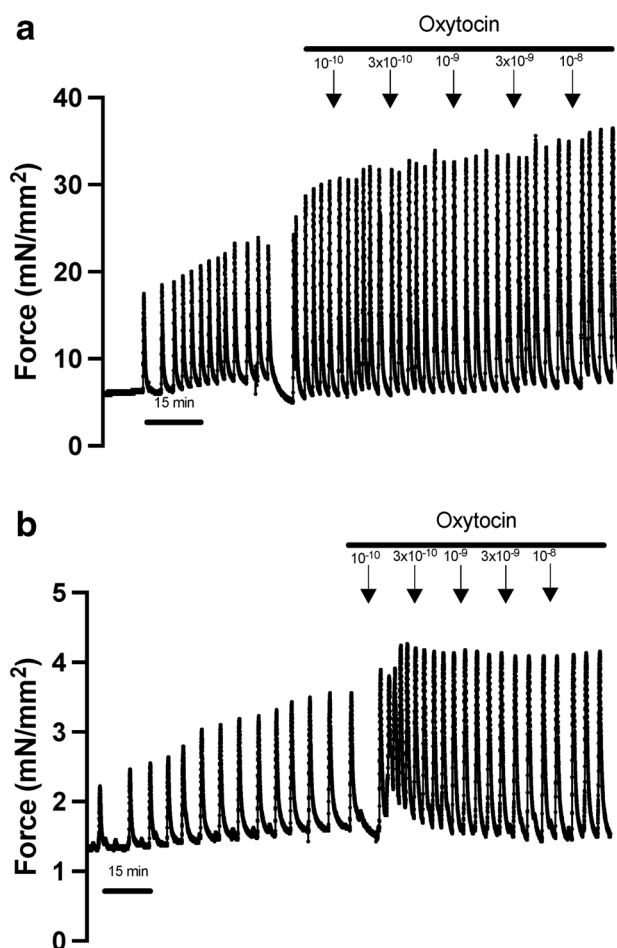 a
Oxytocin
10⁻¹⁰ 3x10⁻¹⁰ 10⁻⁹ 3x10⁻⁹ 10⁻⁸
40
30
20
10
0
Force (mN/mm²)
15 min
b
Oxytocin
10⁻¹⁰ 3x10⁻¹⁰ 10⁻⁹ 3x10⁻⁹ 10⁻⁸
5
4
3
2
1
0
Force (mN/mm²)
15 min